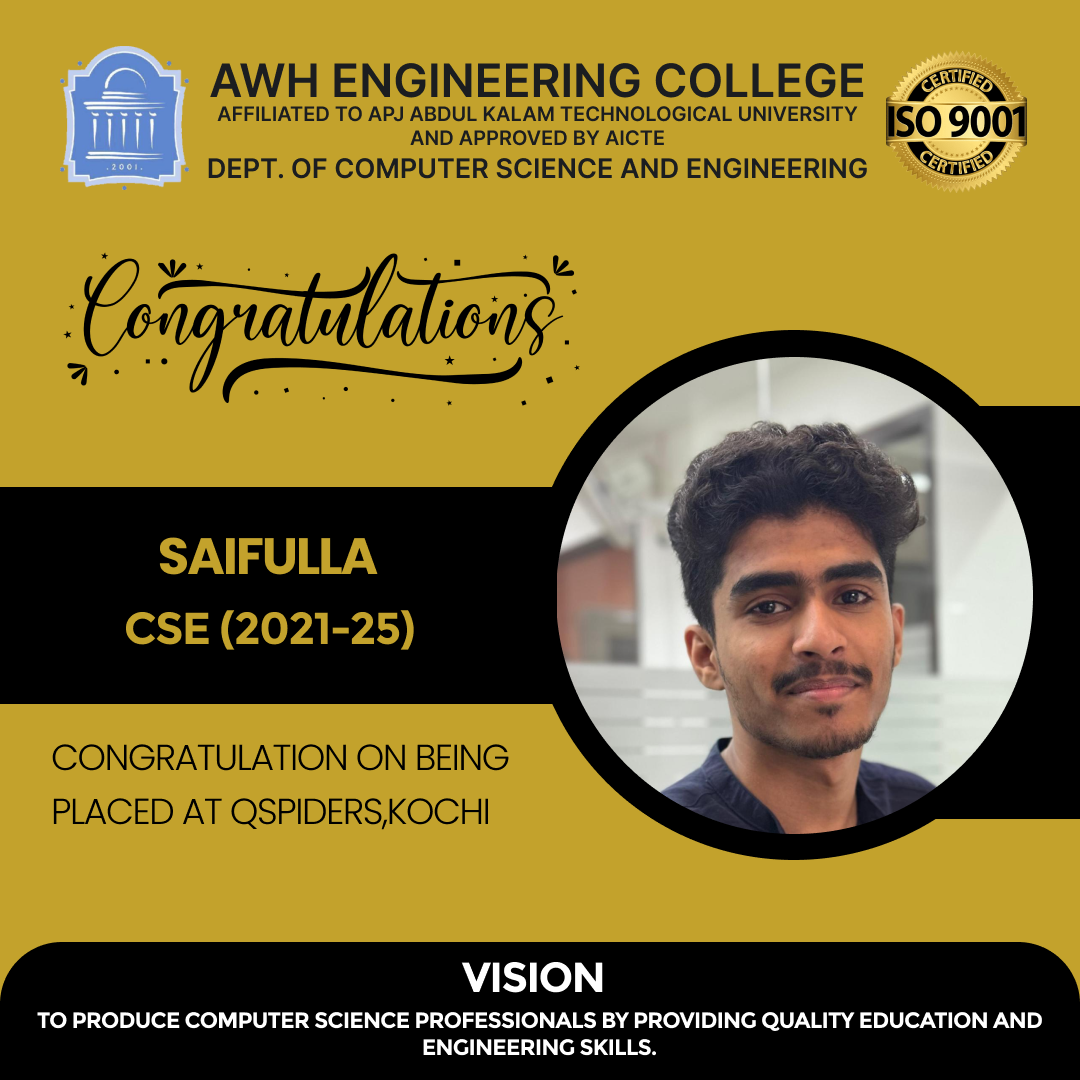 AWH ENGINEERING COLLEGE
AFFILIATED TO APJ ABDUL KALAM TECHNOLOGICAL UNIVERSITY
AND APPROVED BY AICTE
DEPT. OF COMPUTER SCIENCE AND ENGINEERING
.2001.
CERTIFIED
ISO 9001
CERTIFIED
Congratulations
SAIFULLA
CSE (2021-25)
CONGRATULATION ON BEING
PLACED AT QSPIDERS,KOCHI
VISION
TO PRODUCE COMPUTER SCIENCE PROFESSIONALS BY PROVIDING QUALITY EDUCATION AND
ENGINEERING SKILLS.